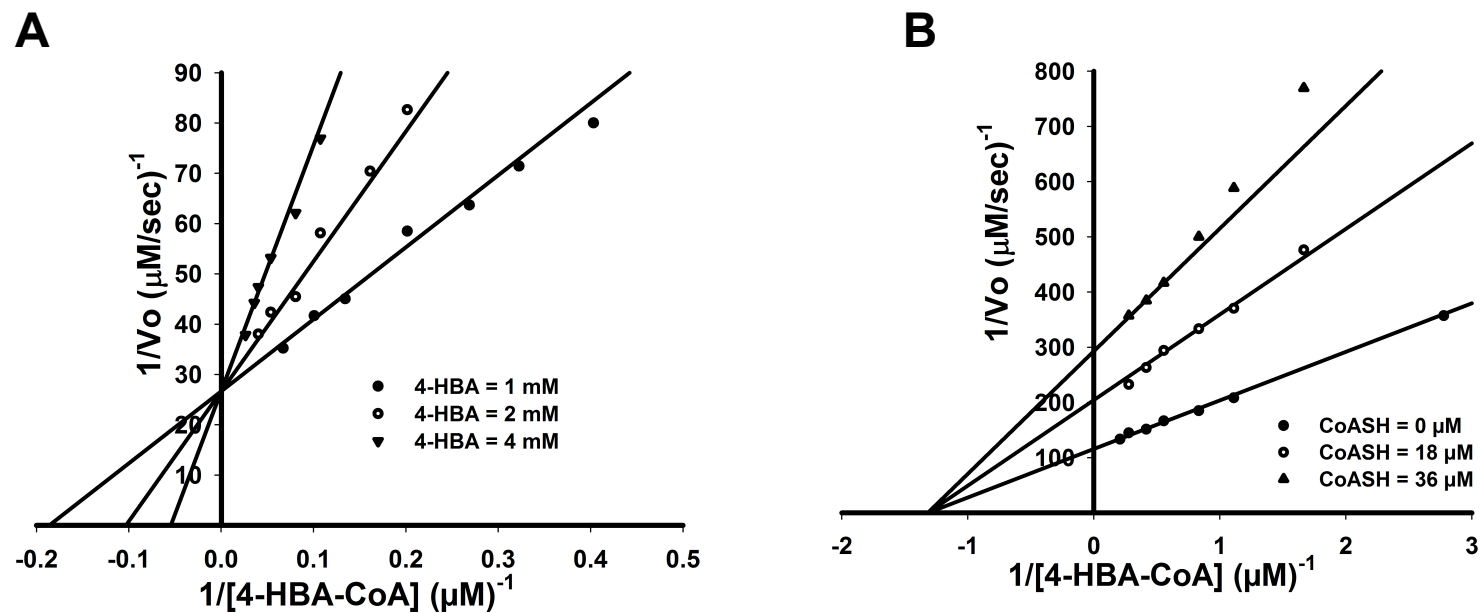 A
90
80
70
60
50
40
30
20
10
1/Vo (μM/sec)⁻¹
4-HBA = 1 mM
4-HBA = 2 mM
4-HBA = 4 mM
-0.2 -0.1 0.0 0.1 0.2 0.3 0.4 0.5
1/[4-HBA-CoA] (μM)⁻¹
B
800
700
600
500
400
300
200
100
1/Vo (μM/sec)⁻¹
CoASH = 0 μM
CoASH = 18 μM
CoASH = 36 μM
-2 -1 0 1 2 3
1/[4-HBA-CoA] (μM)⁻¹